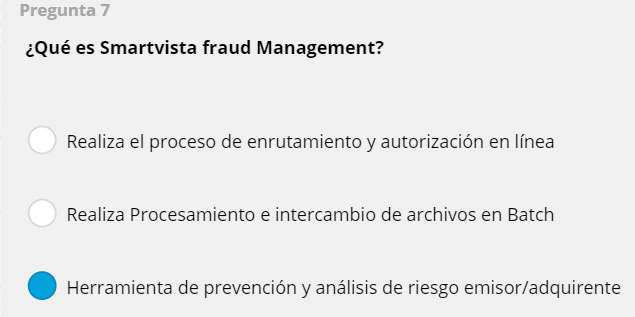 Pregunta 7
¿Qué es Smartvista fraud Management?
Realiza el proceso de enrutamiento y autorización en línea
Realiza Procesamiento e intercambio de archivos en Batch
Herramienta de prevención y análisis de riesgo emisor/adquirente